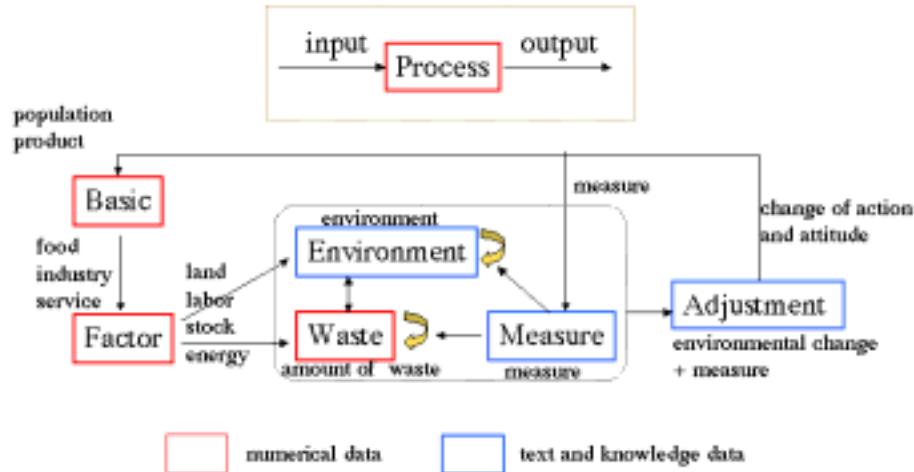 input
output
Process
population
product
Basic
measure
change of action
and attitude
environment
Environment
food
industry
service
land
labor
stock
energy
Adjustment
Factor
Waste
Measure
environmental change
+ measure
amount of waste
measure
numerical data
text and knowledge data